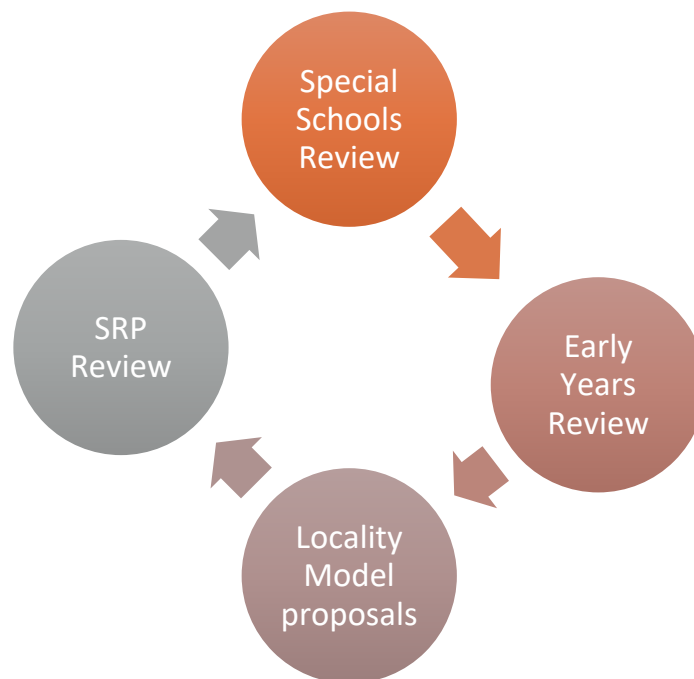 Special
Schools
Review
Early
Years
Review
Locality
Model
proposals
SRP
Review